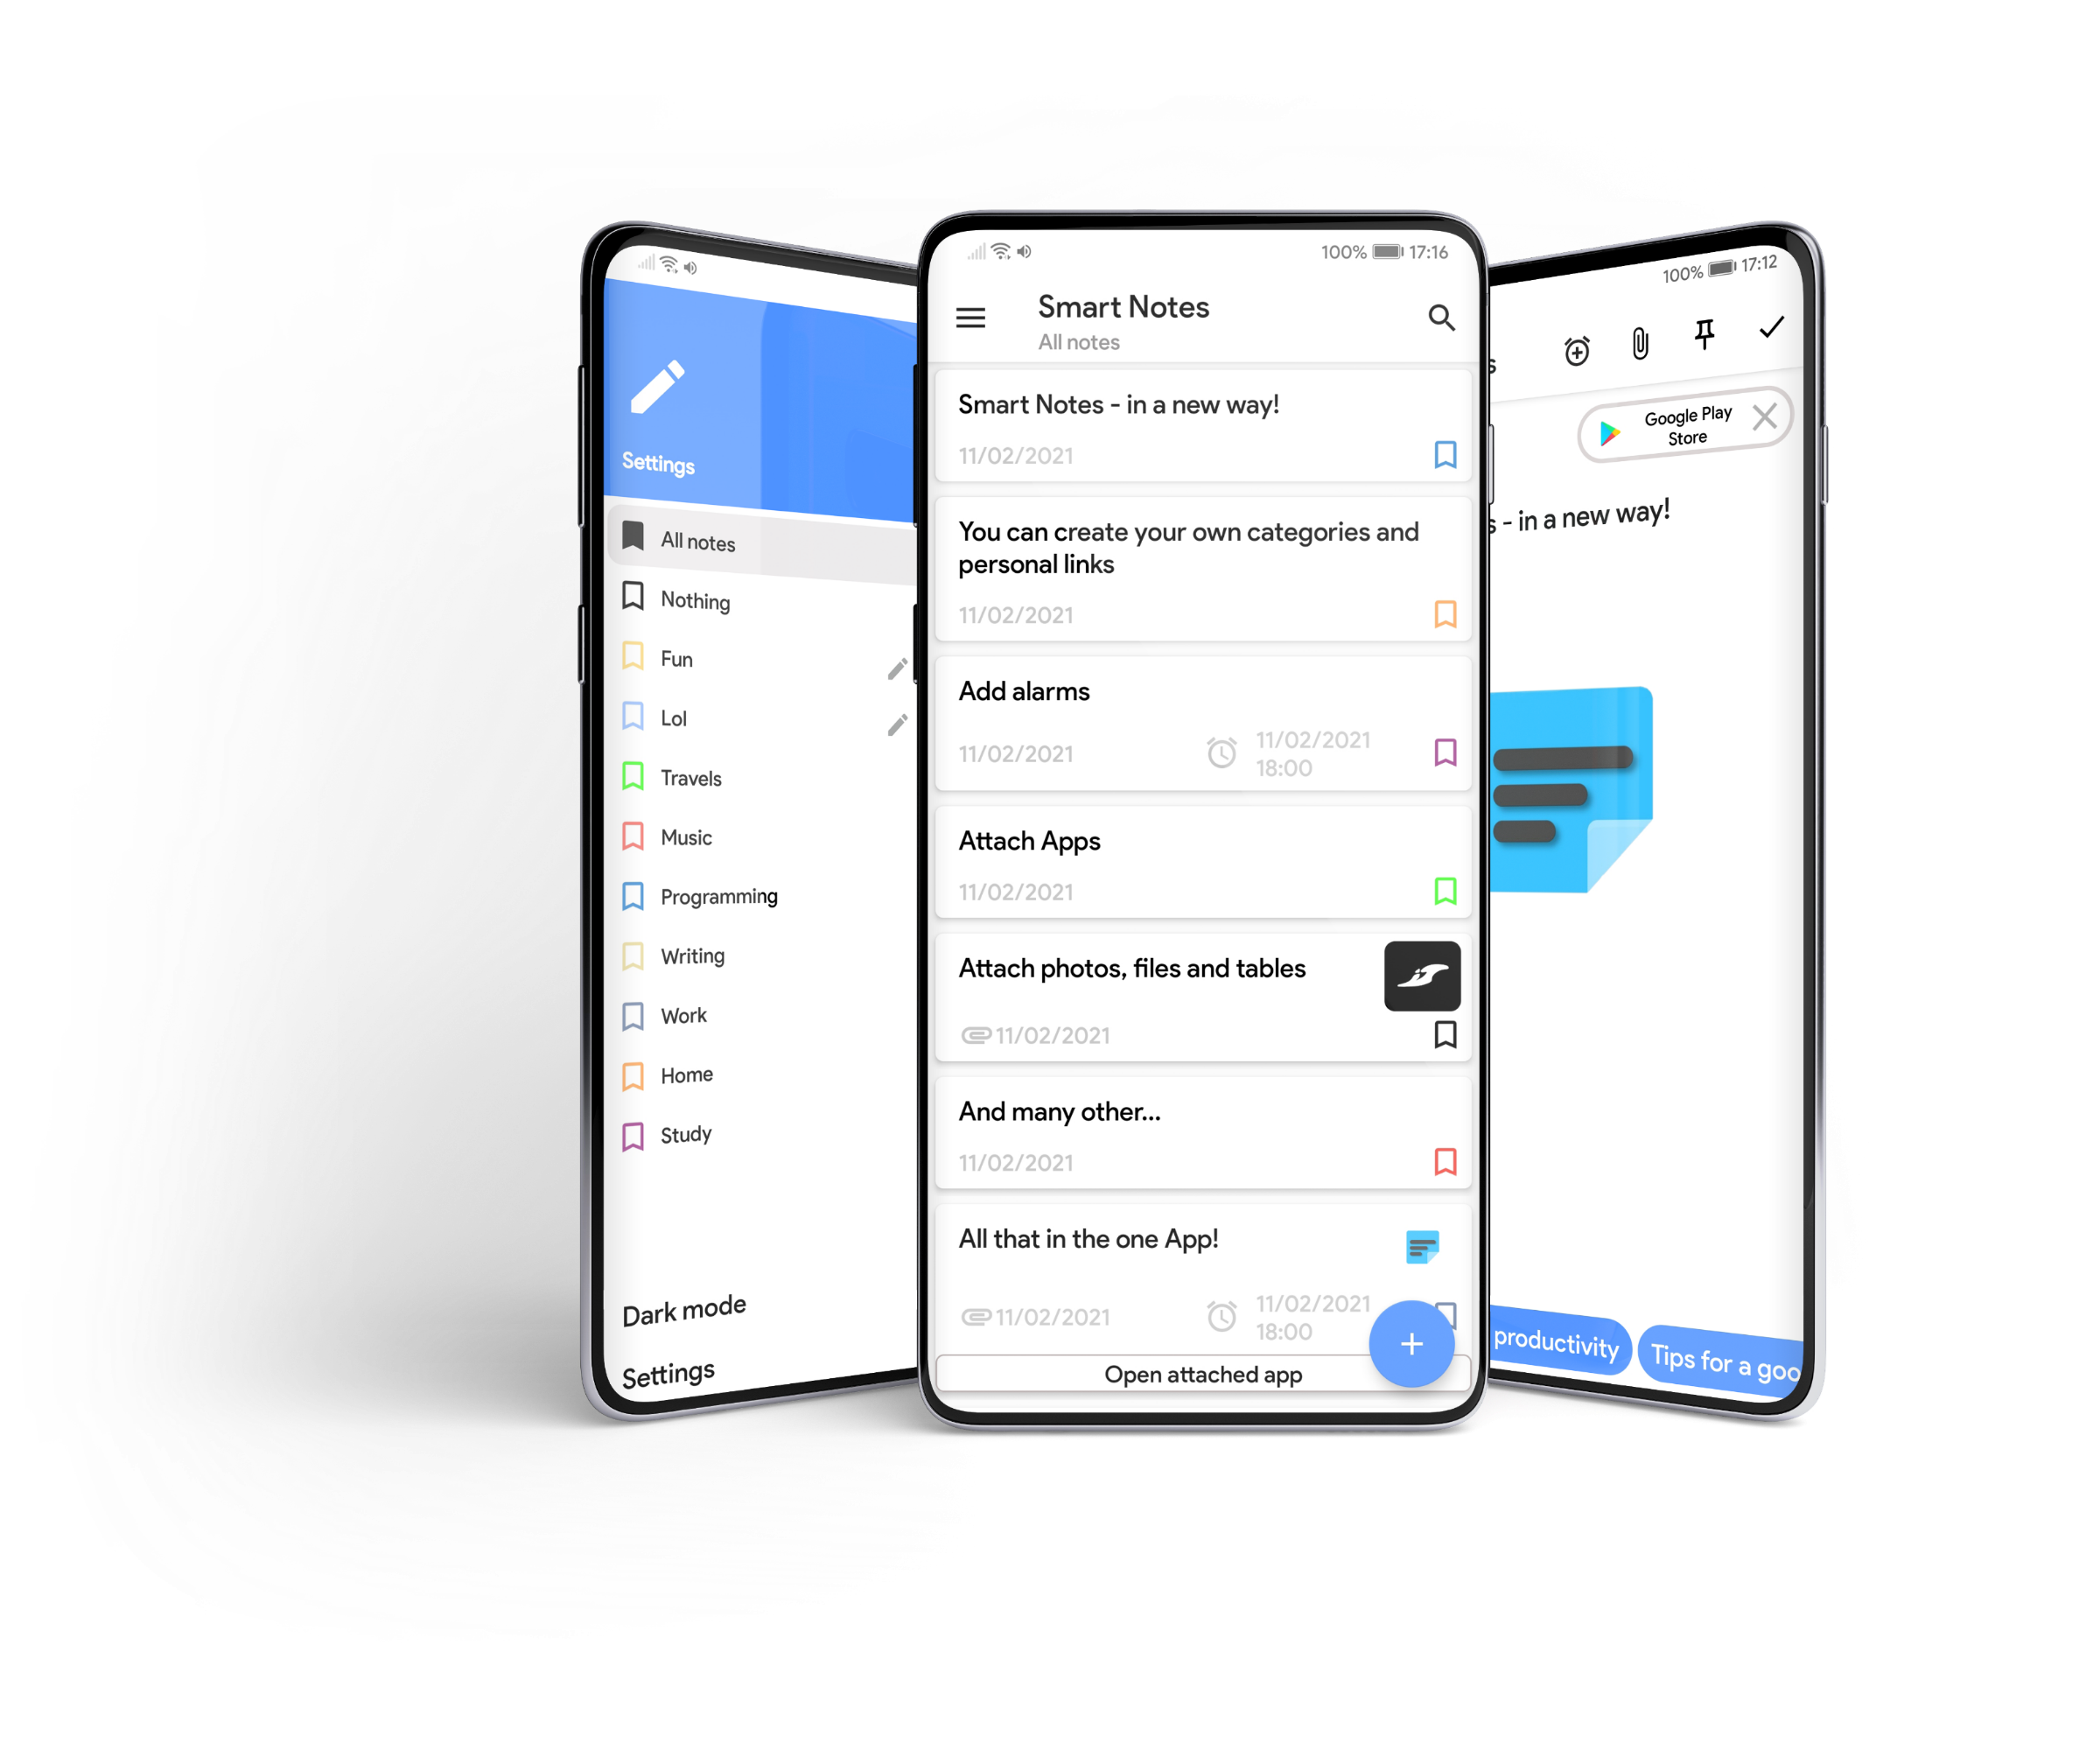 Settings
All notes
Nothing
Fun
Lol
Travels
Music
Programming
Writing
Work
Home
Study
Dark mode
Settings
100% 17:16
Smart Notes
All notes
Smart Notes - in a new way!
11/02/2021
You can create your own categories and
personal links
11/02/2021
Add alarms
11/02/2021
11/02/2021
18:00
Attach Apps
11/02/2021
Attach photos, files and tables
11/02/2021
And many other...
11/02/2021
All that in the one App!
11/02/2021
11/02/2021
18:00
Open attached app
100% 17:12
s
Google Play
Store
s - in a new way!
productivity
Tips for a goo